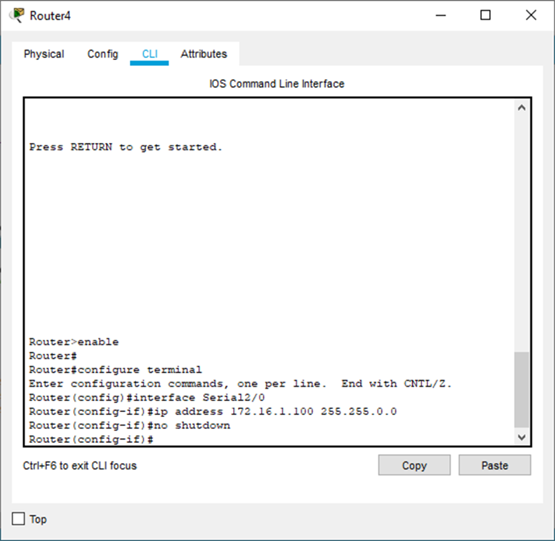 Router4
Physical Config CLI Attributes
IOS Command Line Interface
Press RETURN to get started.
Router>enable
Router#
Router#configure terminal
Enter configuration commands, one per line.  End with CNTL/Z.
Router(config)#interface Serial2/0
Router(config-if)#ip address 172.16.1.100 255.255.0.0
Router(config-if)#no shutdown
Router(config-if)#
Ctrl+F6 to exit CLI focus Copy Paste
Top